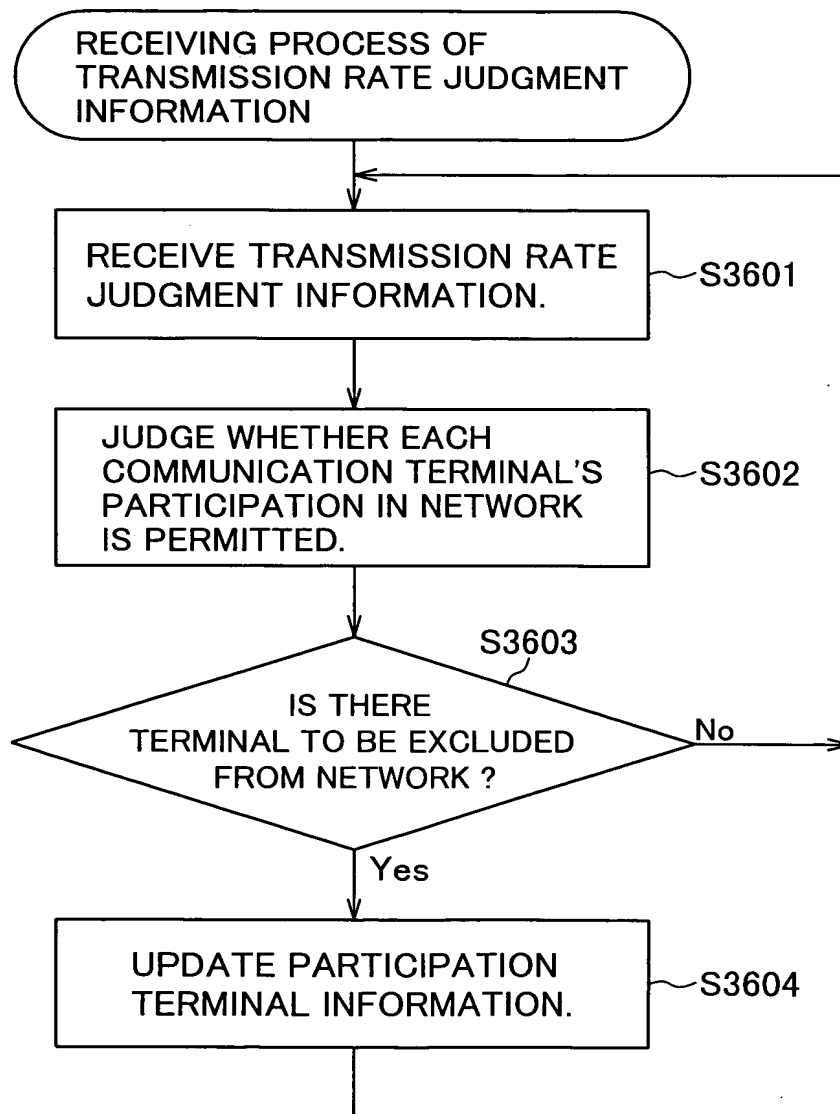 RECEIVING PROCESS OF
TRANSMISSION RATE JUDGMENT
INFORMATION
RECEIVE TRANSMISSION RATE
JUDGMENT INFORMATION.
S3601
JUDGE WHETHER EACH
COMMUNICATION TERMINAL'S
PARTICIPATION IN NETWORK
IS PERMITTED.
S3602
S3603
IS THERE
TERMINAL TO BE EXCLUDED
FROM NETWORK ?
No
Yes
UPDATE PARTICIPATION
TERMINAL INFORMATION.
S3604